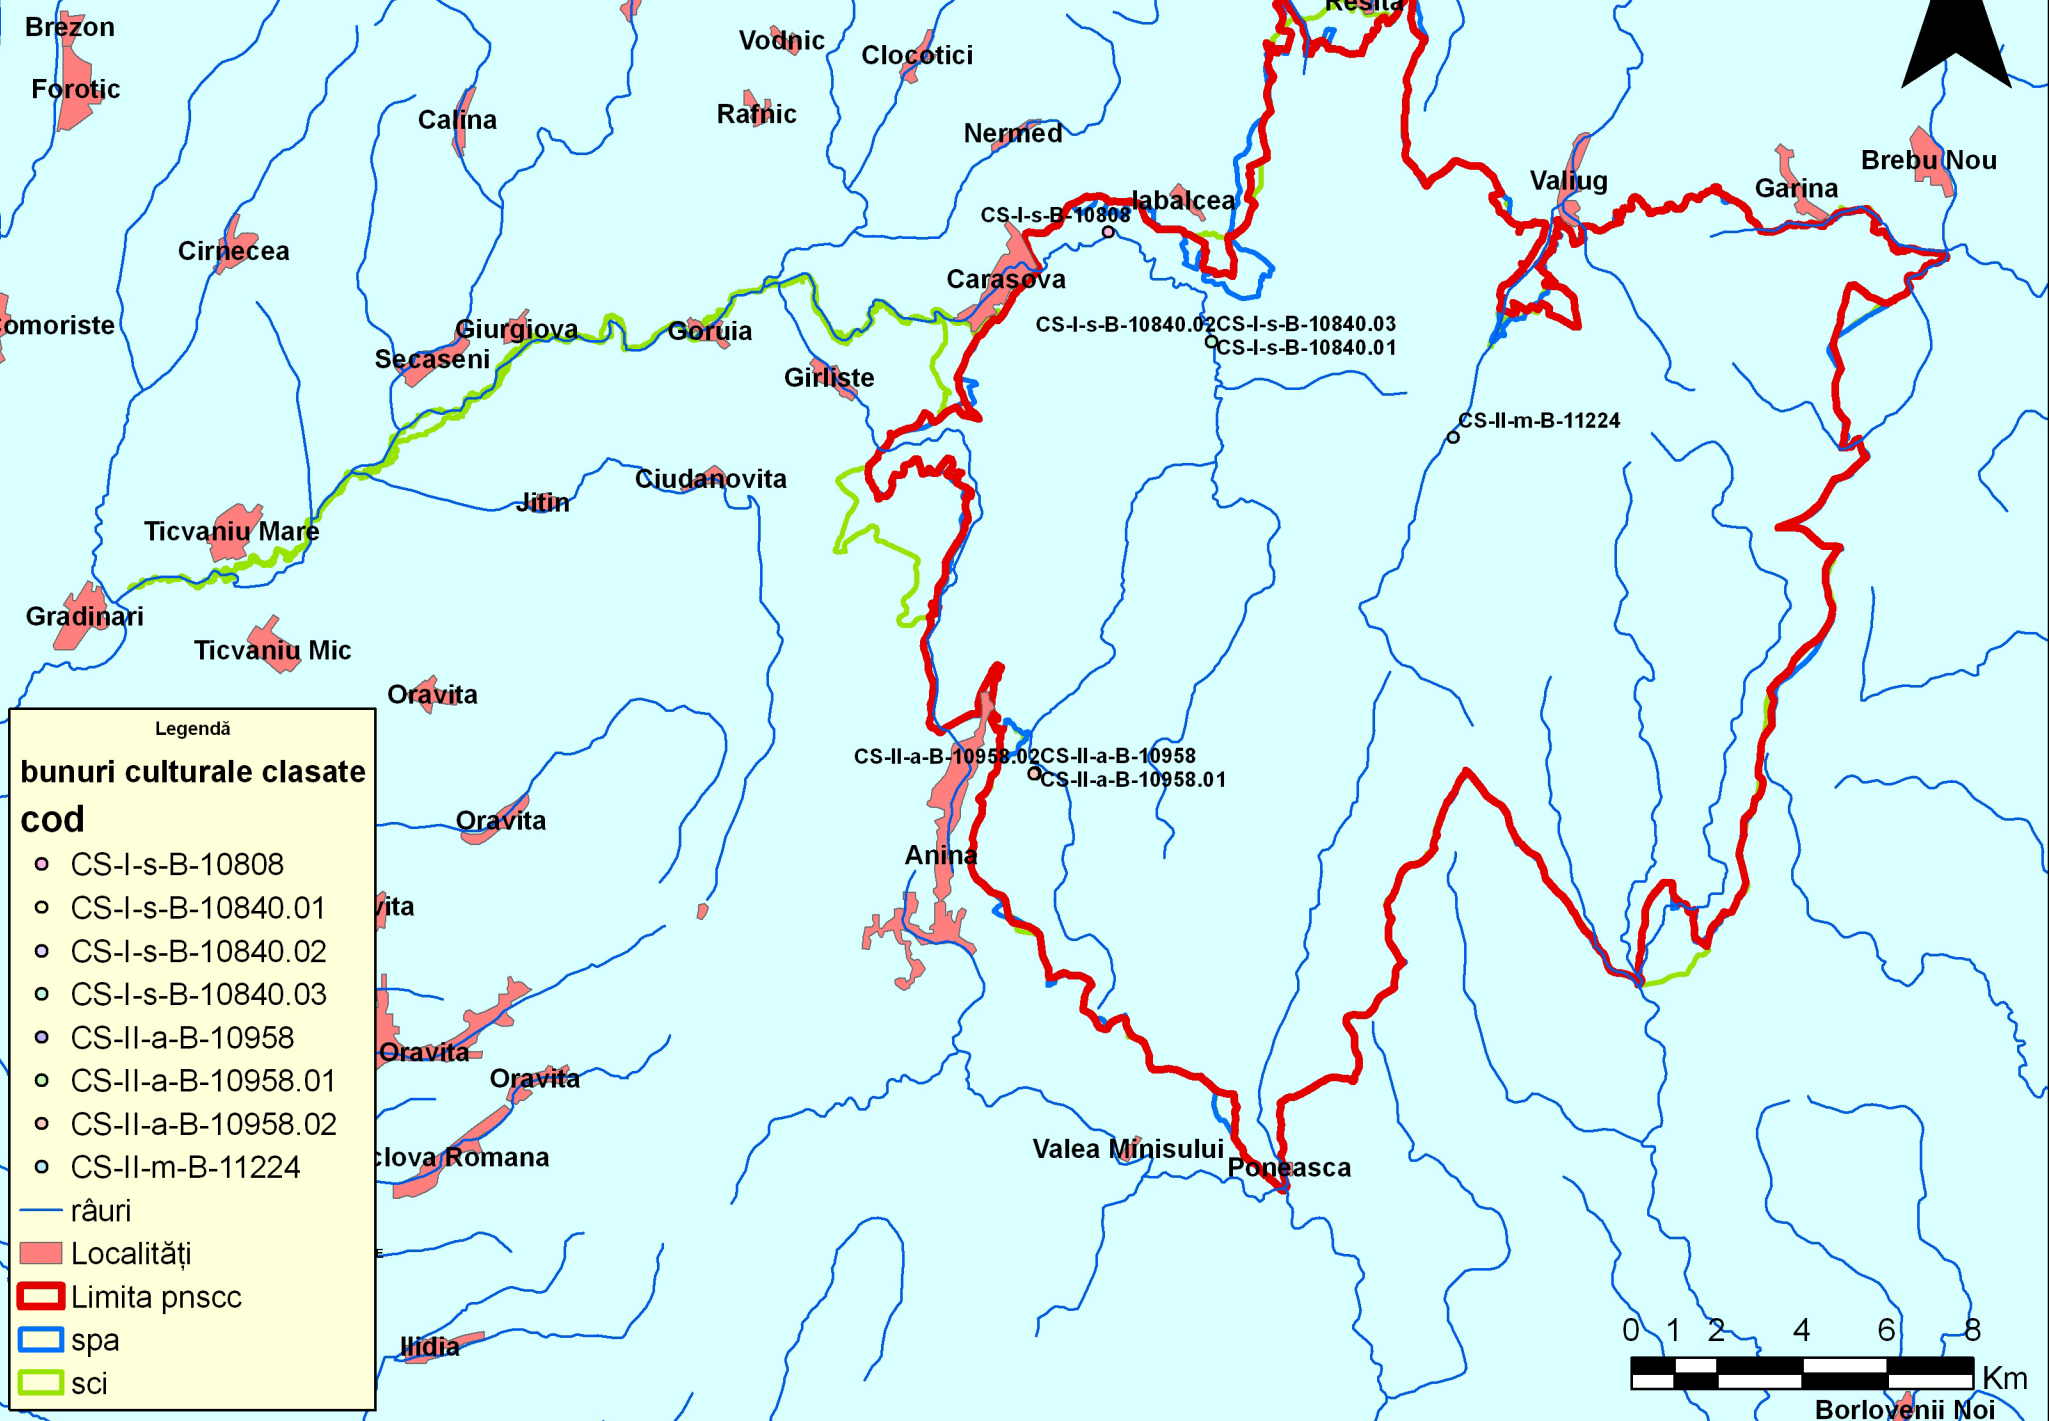 Resita
Brezon
Vodnic
Clocotici
Forotic
Rafnic
Calina
Nermed
Brebu Nou
Valiug
Garina
Iabalcea
CS-I-s-B-10808
Cirnecea
Carasova
omoriste
Giurgiova
Goruia
CS-I-s-B-10840.02
CS-I-s-B-10840.03
CS-I-s-B-10840.01
Secaseni
Girliste
CS-II-m-B-11224
Ciudanovita
Jitin
Ticvaniu Mare
Gradinari
Ticvaniu Mic
Oravita
CS-II-a-B-10958.02
CS-II-a-B-10958
CS-II-a-B-10958.01
Oravita
Anina
vita
Oravita
Oravita
Valea Minisului
clova Romana
Poneasca
E
Ilidia
Legendă
bunuri culturale clasate
cod
CS-I-s-B-10808
CS-I-s-B-10840.01
CS-I-s-B-10840.02
CS-I-s-B-10840.03
CS-II-a-B-10958
CS-II-a-B-10958.01
CS-II-a-B-10958.02
CS-II-m-B-11224
râuri
Localități
Limita pnscc
spa
sci
0 1 2 4 6 8
Km
Borlovenii Noi